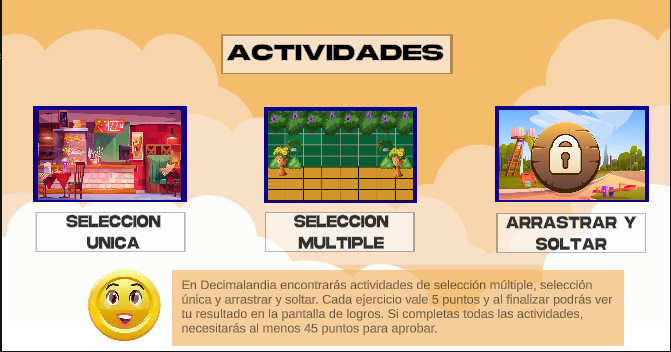 ACTIVIDADES
SELECCION
UNICA
SELECCION
MULTIPLE
ARRASTRAR Y
SOLTAR
En Decimalandia encontrarás actividades de selección múltiple, selección
única y arrastrar y soltar. Cada ejercicio vale 5 puntos y al finalizar podrás ver
tu resultado en la pantalla de logros. Si completas todas las actividades,
necesitarás al menos 45 puntos para aprobar.